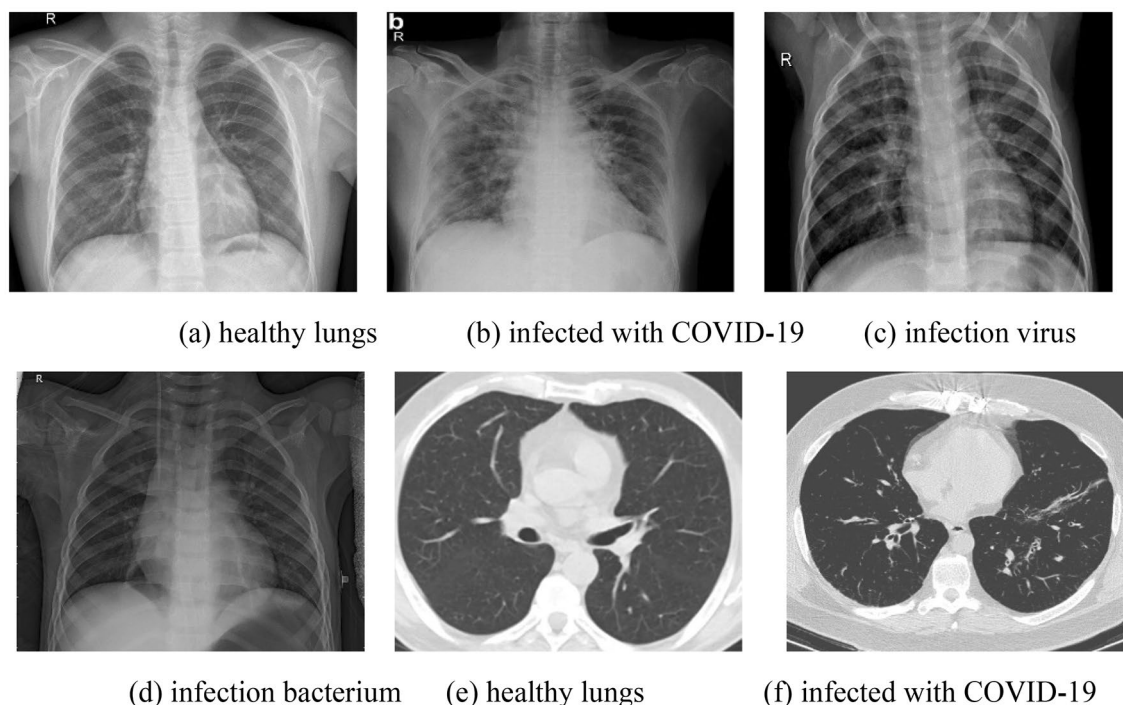 R
b
R
R
(a) healthy lungs
(b) infected with COVID-19
(c) infection virus
R
(d) infection bacterium
(e) healthy lungs
(f) infected with COVID-19